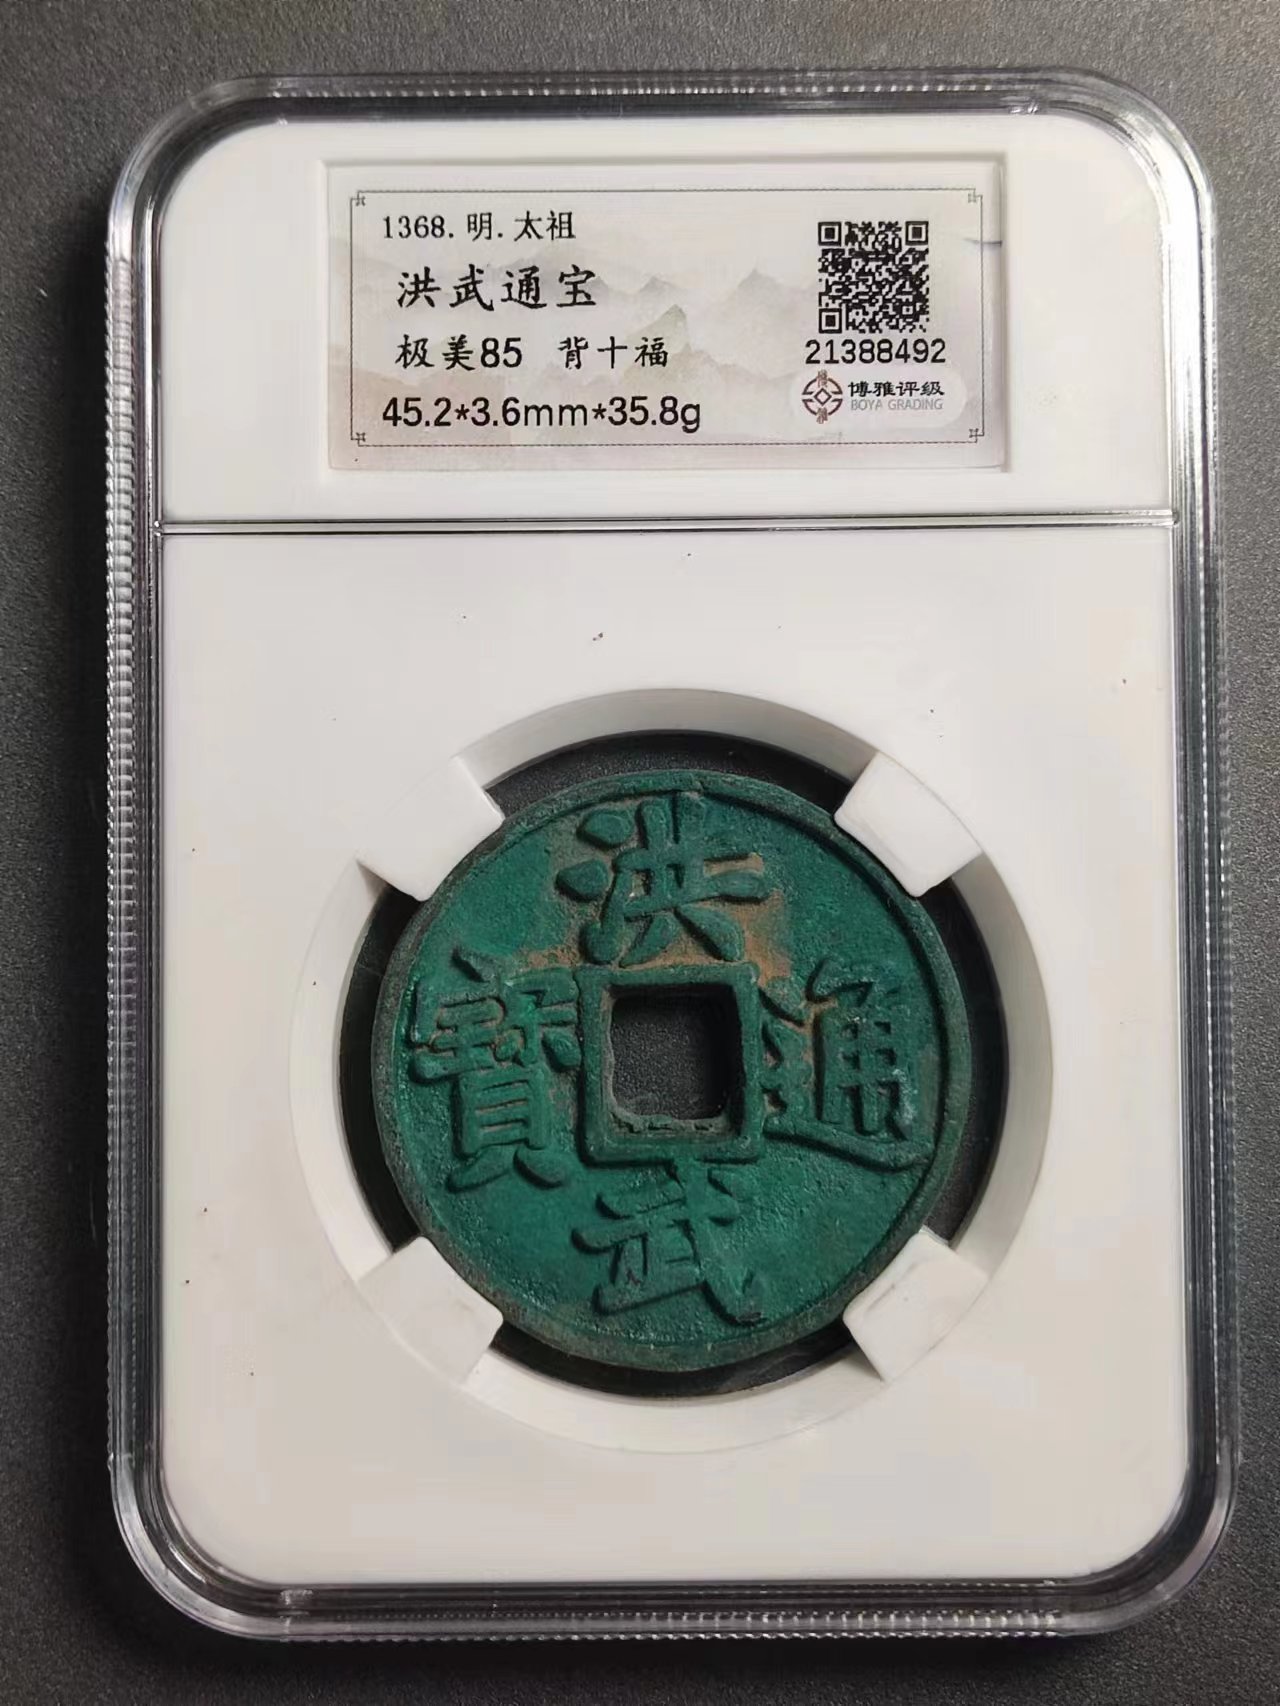 1368.明.太祖
洪武通宝
极美85 背十福
45.2*3.6mm*35.8g
21388492
博雅评级
BOYA GRADING
洪
寶 通
武